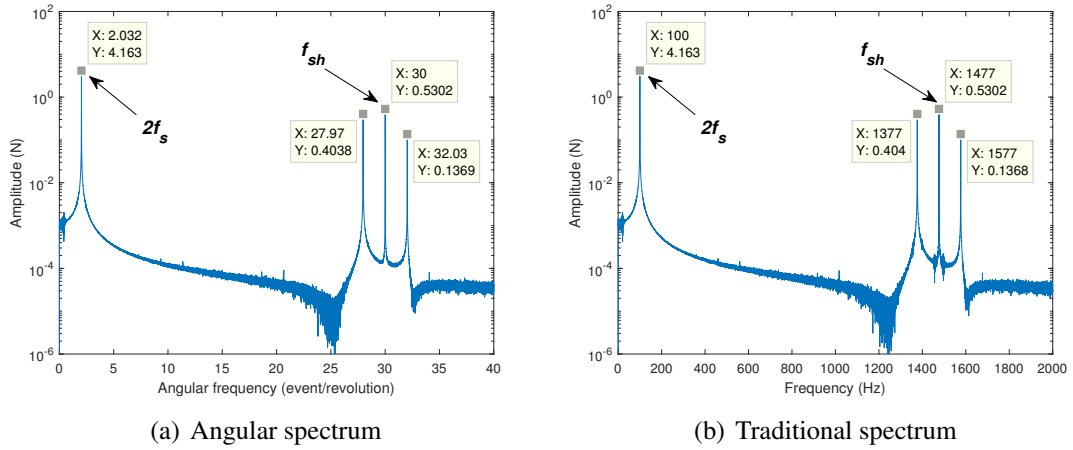 X: 2.032
Y: 4.163
2f_s
f_sh
X: 30
Y: 0.5302
X: 27.97
Y: 0.4038
X: 32.03
Y: 0.1369
10^2
10^0
10^-2
10^-4
10^-6
Amplitude (N)
0 5 10 15 20 25 30 35 40
Angular frequency (event/revolution)
(a) Angular spectrum
X: 100
Y: 4.163
2f_s
f_sh
X: 1477
Y: 0.5302
X: 1377
Y: 0.404
X: 1577
Y: 0.1368
10^2
10^0
10^-2
10^-4
10^-6
Amplitude (N)
0 200 400 600 800 1000 1200 1400 1600 1800 2000
Frequency (Hz)
(b) Traditional spectrum